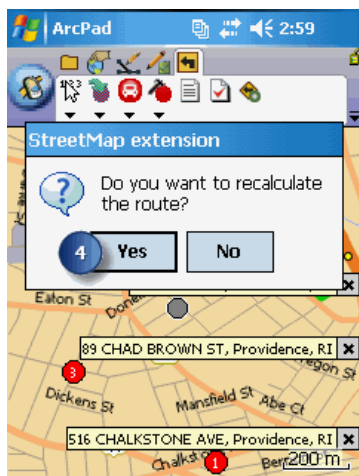 ArcPad 2:59
StreetMap extension
Do you want to recalculate
the route?
4 Yes No
Eaton St
89 CHAD BROWN ST, Providence, RI
3
Dickens St
Mansfield St
Abe Ct
516 CHALKSTONE AVE, Providence, RI
1
200 m